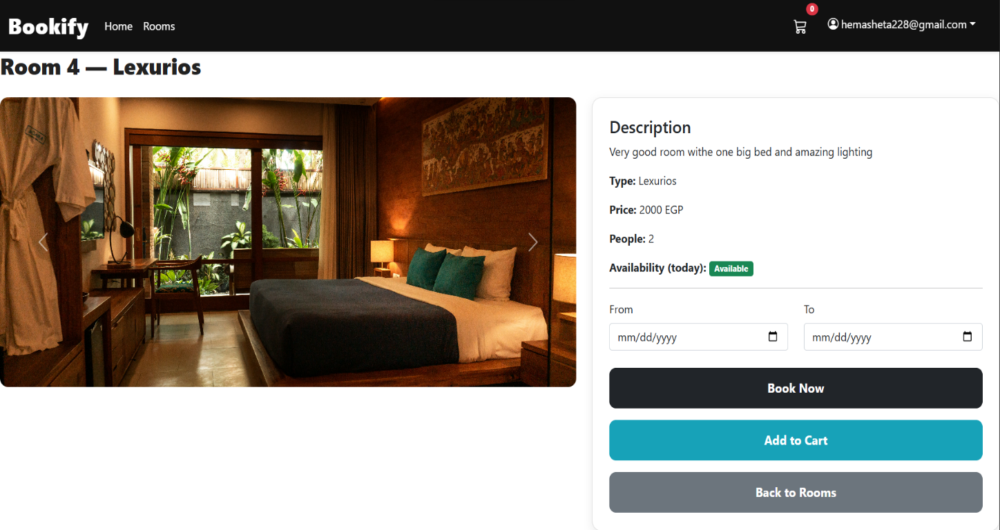 Bookify Home Rooms 0 hemasheta228@gmail.com
Room 4 — Lexurios
Description
Very good room withe one big bed and amazing lighting
Type: Lexurios
Price: 2000 EGP
People: 2
Availability (today): Available
From To
mm/dd/yyyy mm/dd/yyyy
Book Now
Add to Cart
Back to Rooms